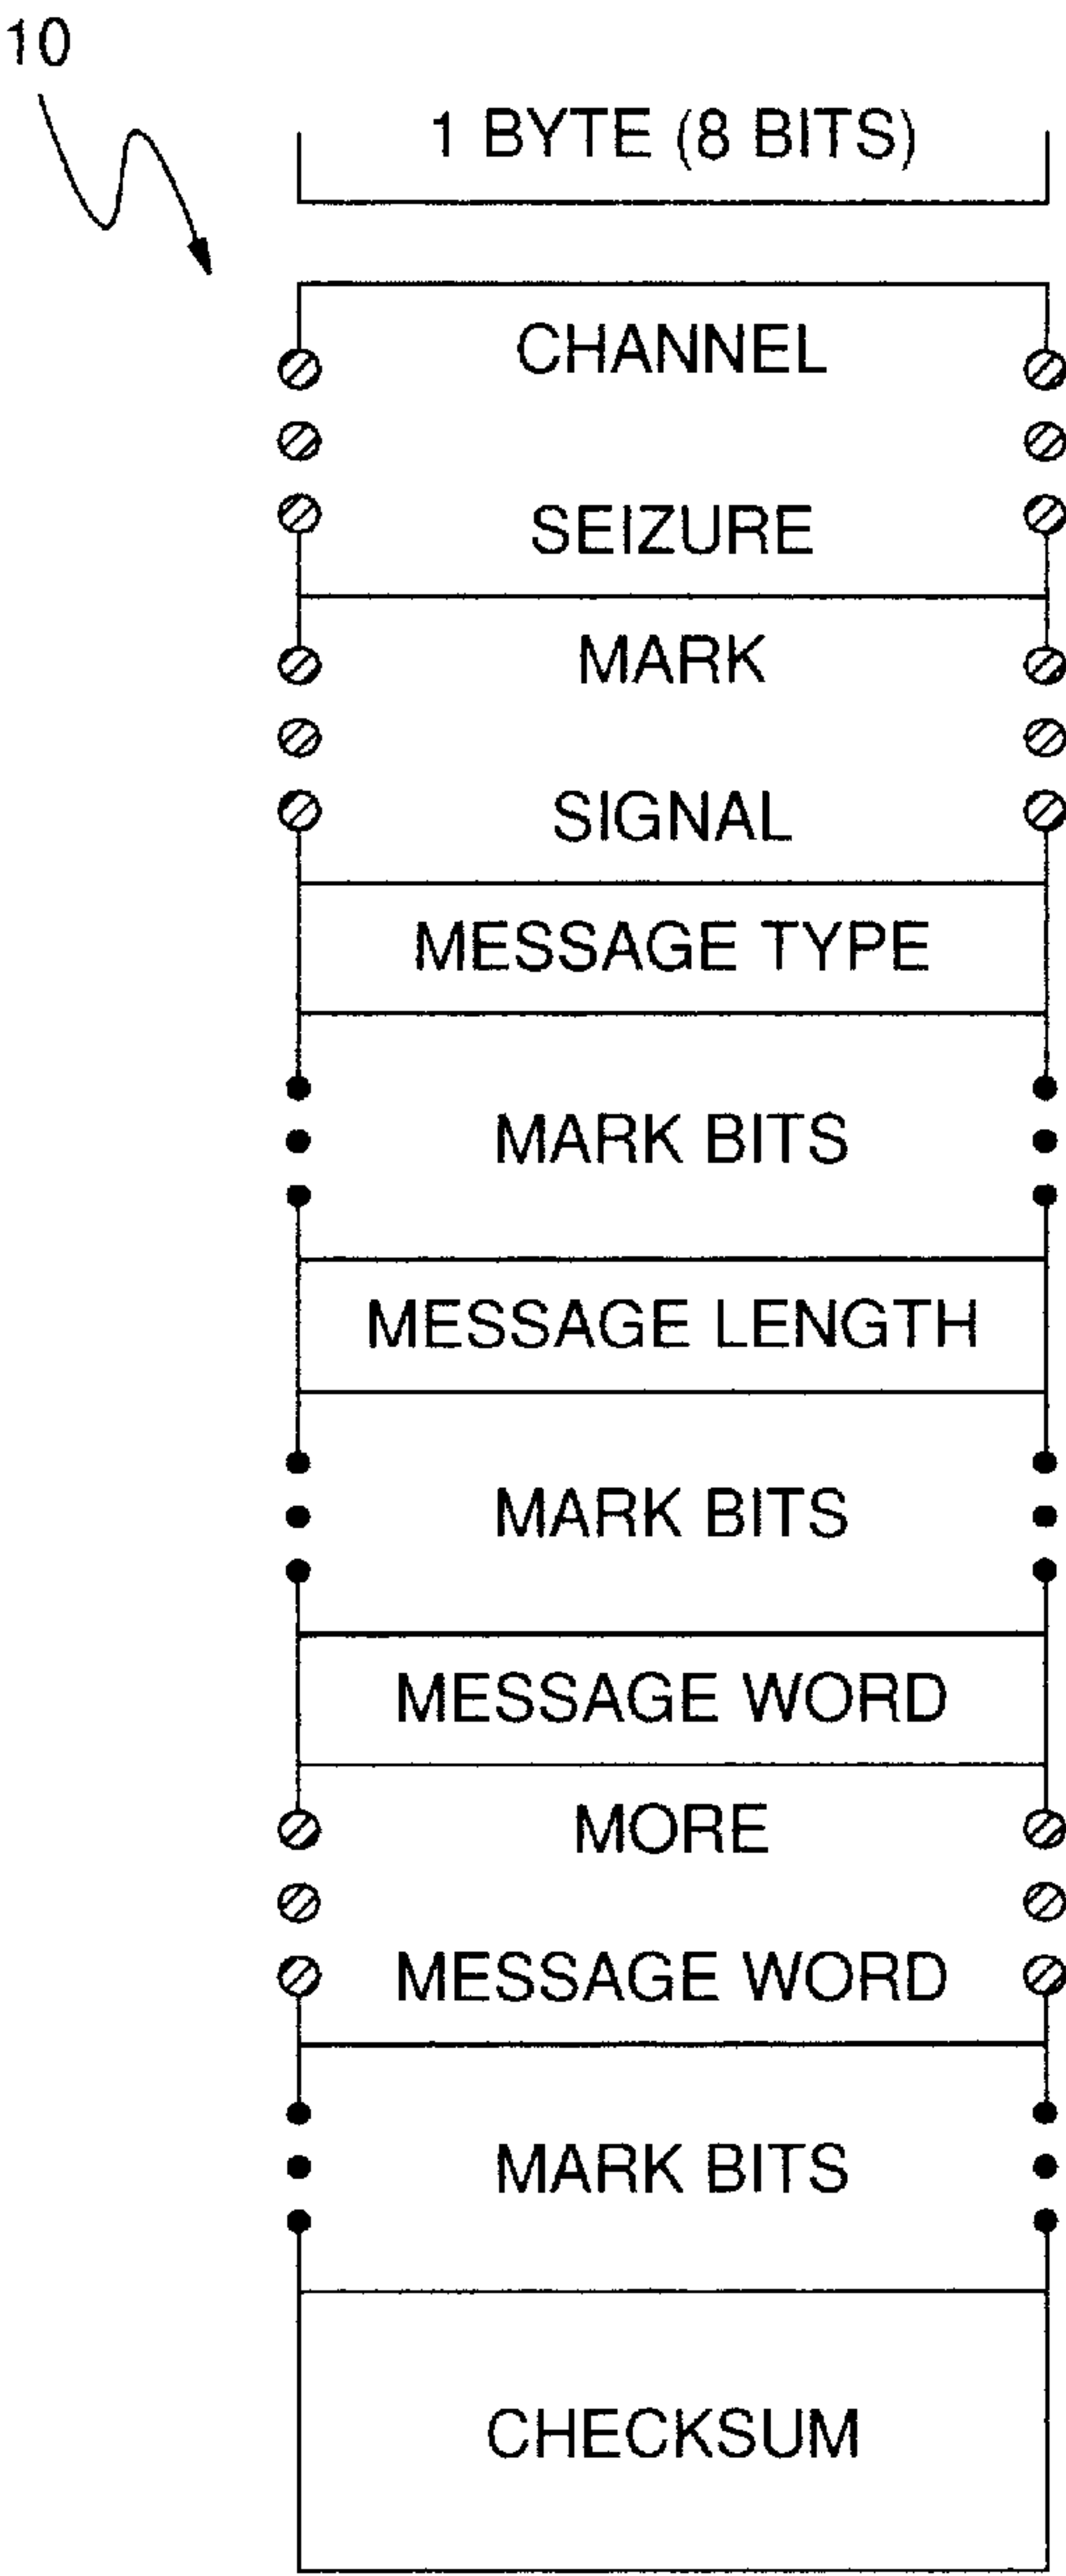 10
1 BYTE (8 BITS)
CHANNEL
SEIZURE
MARK
SIGNAL
MESSAGE TYPE
MARK BITS
MESSAGE LENGTH
MARK BITS
MESSAGE WORD
MORE
MESSAGE WORD
MARK BITS
CHECKSUM